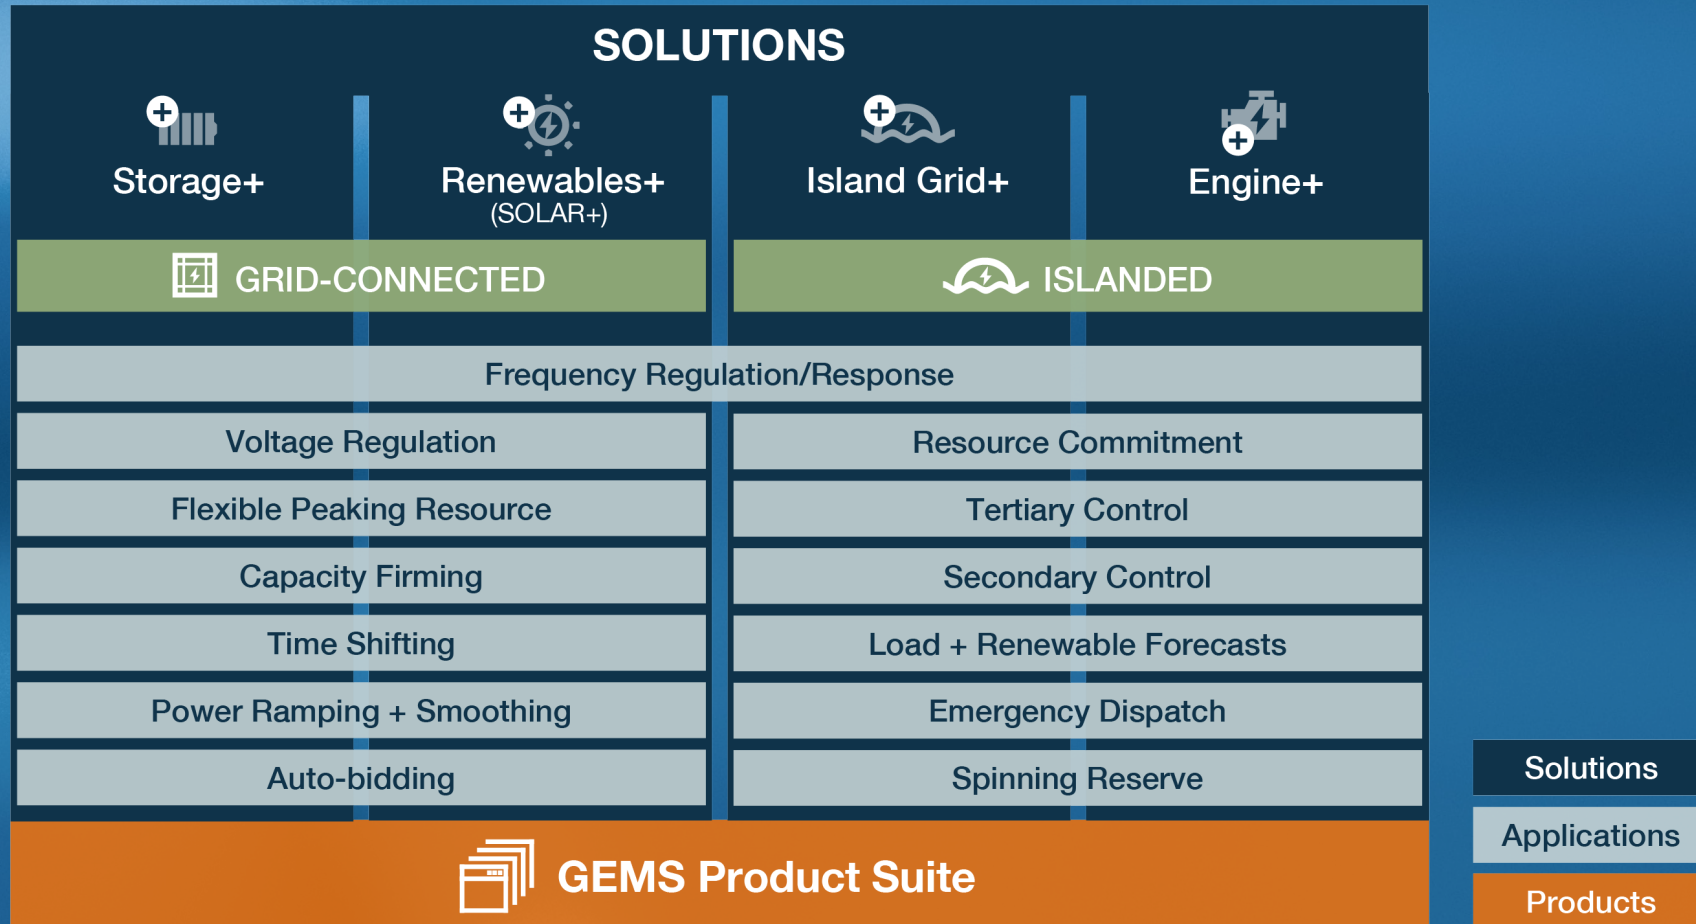 SOLUTIONS
Storage+
Renewables+
(SOLAR+)
Island Grid+
Engine+
GRID-CONNECTED
ISLANDED
Frequency Regulation/Response
Voltage Regulation
Resource Commitment
Flexible Peaking Resource
Tertiary Control
Capacity Firming
Secondary Control
Time Shifting
Load + Renewable Forecasts
Power Ramping + Smoothing
Emergency Dispatch
Auto-bidding
Spinning Reserve
GEMS Product Suite
Solutions
Applications
Products